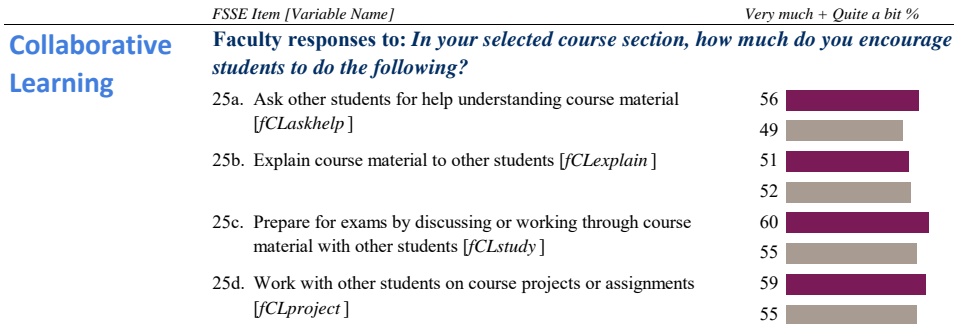 FSSE Item [Variable Name] Very much + Quite a bit %
Collaborative
Learning
Faculty responses to: In your selected course section, how much do you encourage
students to do the following?
25a. Ask other students for help understanding course material
[fCLaskhelp ]
56
49
25b. Explain course material to other students [fCLexplain ]
51
52
25c. Prepare for exams by discussing or working through course
material with other students [fCLstudy ]
60
55
25d. Work with other students on course projects or assignments
[fCLproject ]
59
55